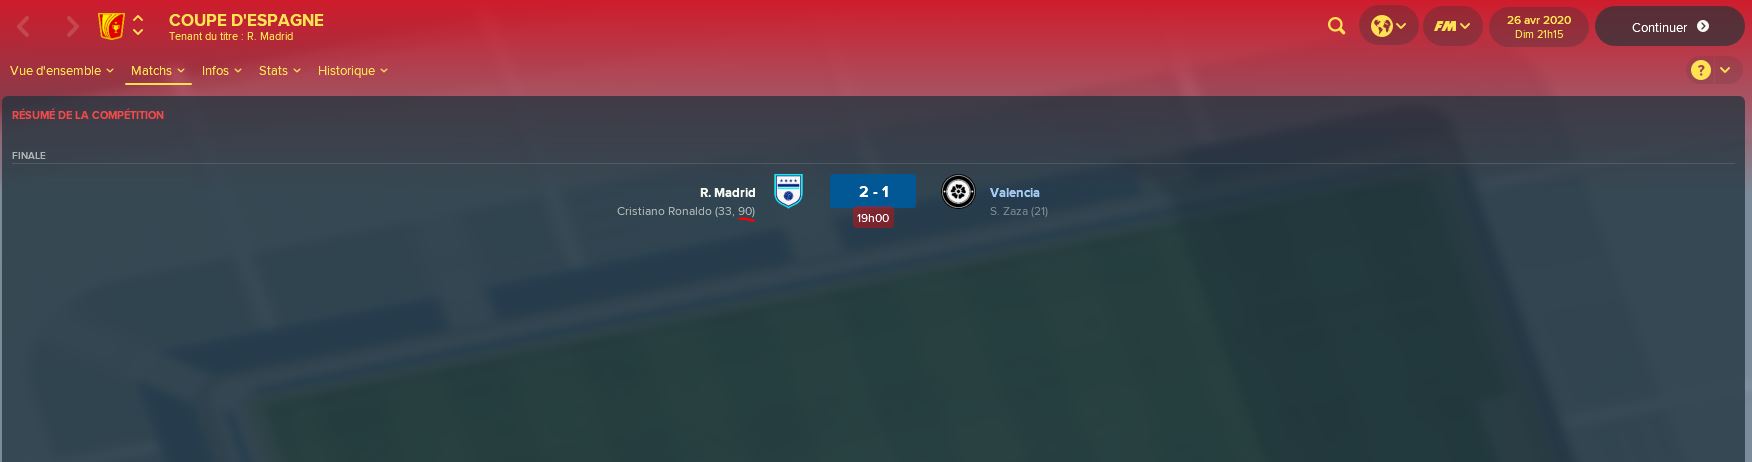 COUPE D'ESPAGNE
Tenant du titre : R. Madrid
FM
26 avr 2020
Dim 21h15
Continuer
Vue d'ensemble
Matchs
Infos
Stats
Historique
?
RÉSUMÉ DE LA COMPÉTITION
FINALE
R. Madrid
2 - 1
Valencia
Cristiano Ronaldo (33, 90)
19h00
S. Zaza (21)